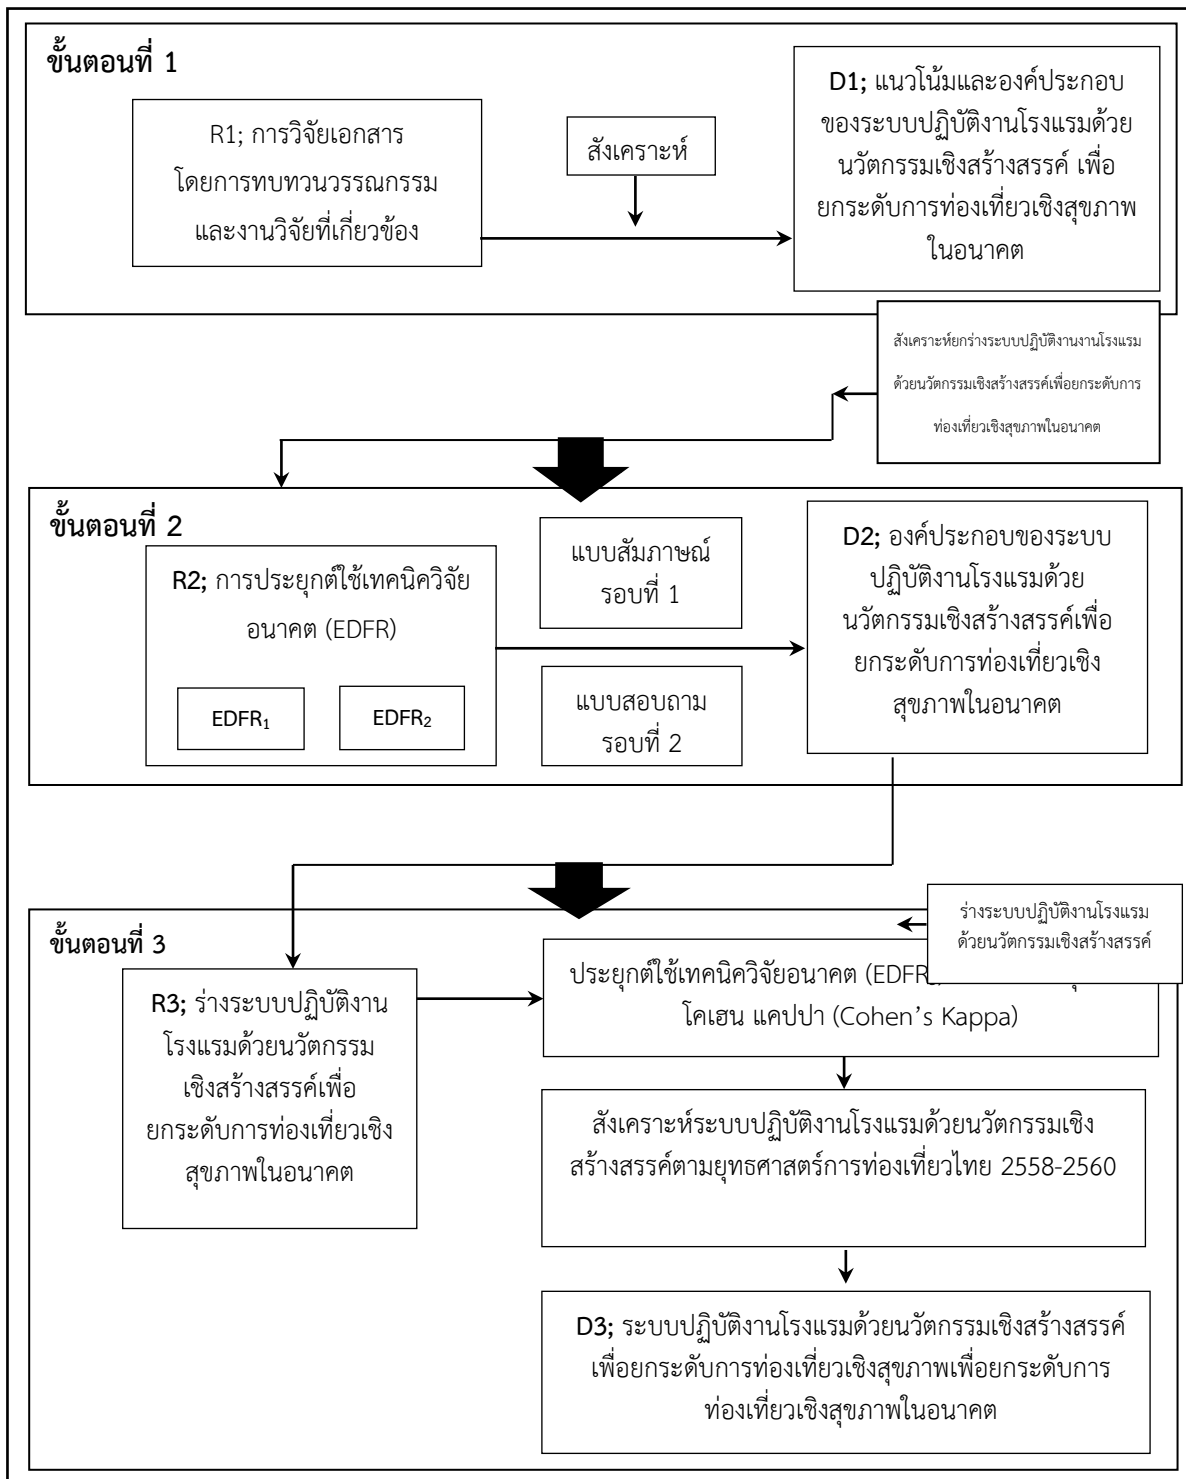 ขั้นตอนที่ 1
R1; การวิจัยเอกสาร
โดยการทบทวนวรรณกรรม
และงานวิจัยที่เกี่ยวข้อง
สังเคราะห์
D1; แนวโน้มและองค์ประกอบ
ของระบบปฏิบัติงานโรงแรมด้วย
นวัตกรรมเชิงสร้างสรรค์ เพื่อ
ยกระดับการท่องเที่ยวเชิงสุขภาพ
ในอนาคต
สังเคราะห์ยกร่างระบบปฏิบัติงานงานโรงแรม
ด้วยนวัตกรรมเชิงสร้างสรรค์เพื่อยกระดับการ
ท่องเที่ยวเชิงสุขภาพในอนาคต
ขั้นตอนที่ 2
R2; การประยุกต์ใช้เทคนิควิจัย
อนาคต (EDFR)
EDFR₁
EDFR₂
แบบสัมภาษณ์
รอบที่ 1
แบบสอบถาม
รอบที่ 2
D2; องค์ประกอบของระบบ
ปฏิบัติงานโรงแรมด้วย
นวัตกรรมเชิงสร้างสรรค์เพื่อ
ยกระดับการท่องเที่ยวเชิง
สุขภาพในอนาคต
ขั้นตอนที่ 3
R3; ร่างระบบปฏิบัติงาน
โรงแรมด้วยนวัตกรรม
เชิงสร้างสรรค์เพื่อ
ยกระดับการท่องเที่ยวเชิง
สุขภาพในอนาคต
ร่างระบบปฏิบัติงานโรงแรม
ด้วยนวัตกรรมเชิงสร้างสรรค์
ประยุกต์ใช้เทคนิควิจัยอนาคต (EDFR
โคเฮน แคปปา (Cohen's Kappa)
สังเคราะห์ระบบปฏิบัติงานโรงแรมด้วยนวัตกรรมเชิง
สร้างสรรค์ตามยุทธศาสตร์การท่องเที่ยวไทย 2558-2560
D3; ระบบปฏิบัติงานโรงแรมด้วยนวัตกรรมเชิงสร้างสรรค์
เพื่อยกระดับการท่องเที่ยวเชิงสุขภาพเพื่อยกระดับการ
ท่องเที่ยวเชิงสุขภาพในอนาคต